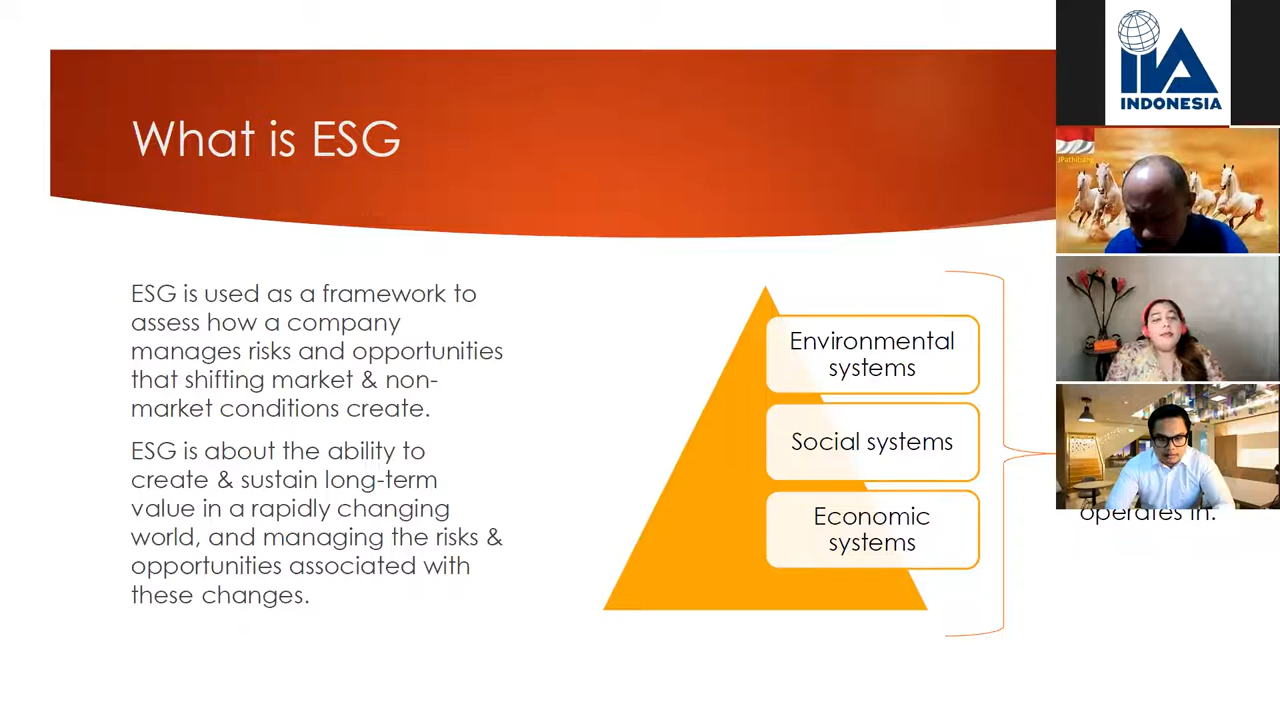 What is ESG
ESG is used as a framework to
assess how a company
manages risks and opportunities
that shifting market & non-
market conditions create.
ESG is about the ability to
create & sustain long-term
value in a rapidly changing
world, and managing the risks &
opportunities associated with
these changes.
Environmental
systems
Social systems
Economic
systems
operates in.
IIA
INDONESIA